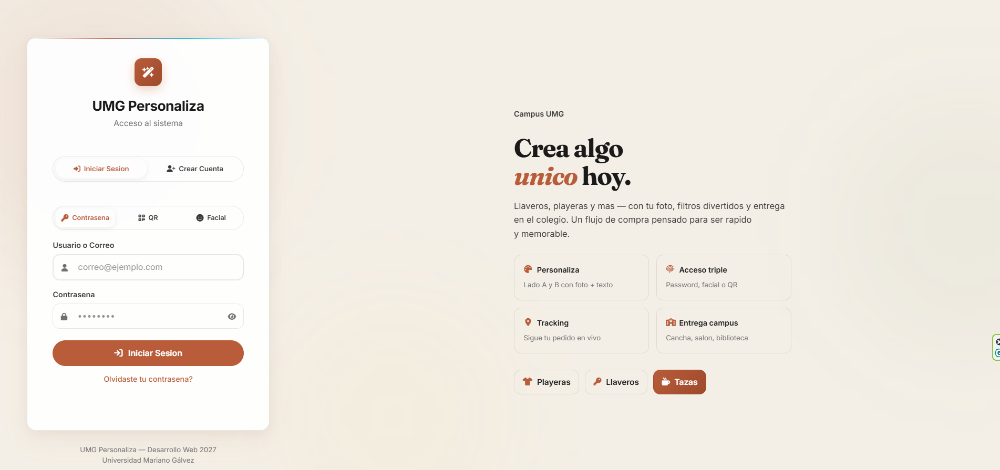 UMG Personaliza
Acceso al sistema
Iniciar Sesion
Crear Cuenta
Contrasena
QR
Facial
Usuario o Correo
correo@ejemplo.com
Contrasena
••••••••
Iniciar Sesion
Olvidaste tu contrasena?
UMG Personaliza — Desarrollo Web 2027
Universidad Mariano Gálvez
Campus UMG
Crea algo
unico hoy.
Llaveros, playeras y mas — con tu foto, filtros divertidos y entrega
en el colegio. Un flujo de compra pensado para ser rapido
y memorable.
Personaliza
Lado A y B con foto + texto
Acceso triple
Password, facial o QR
Tracking
Sigue tu pedido en vivo
Entrega campus
Cancha, salon, biblioteca
Playeras
Llaveros
Tazas